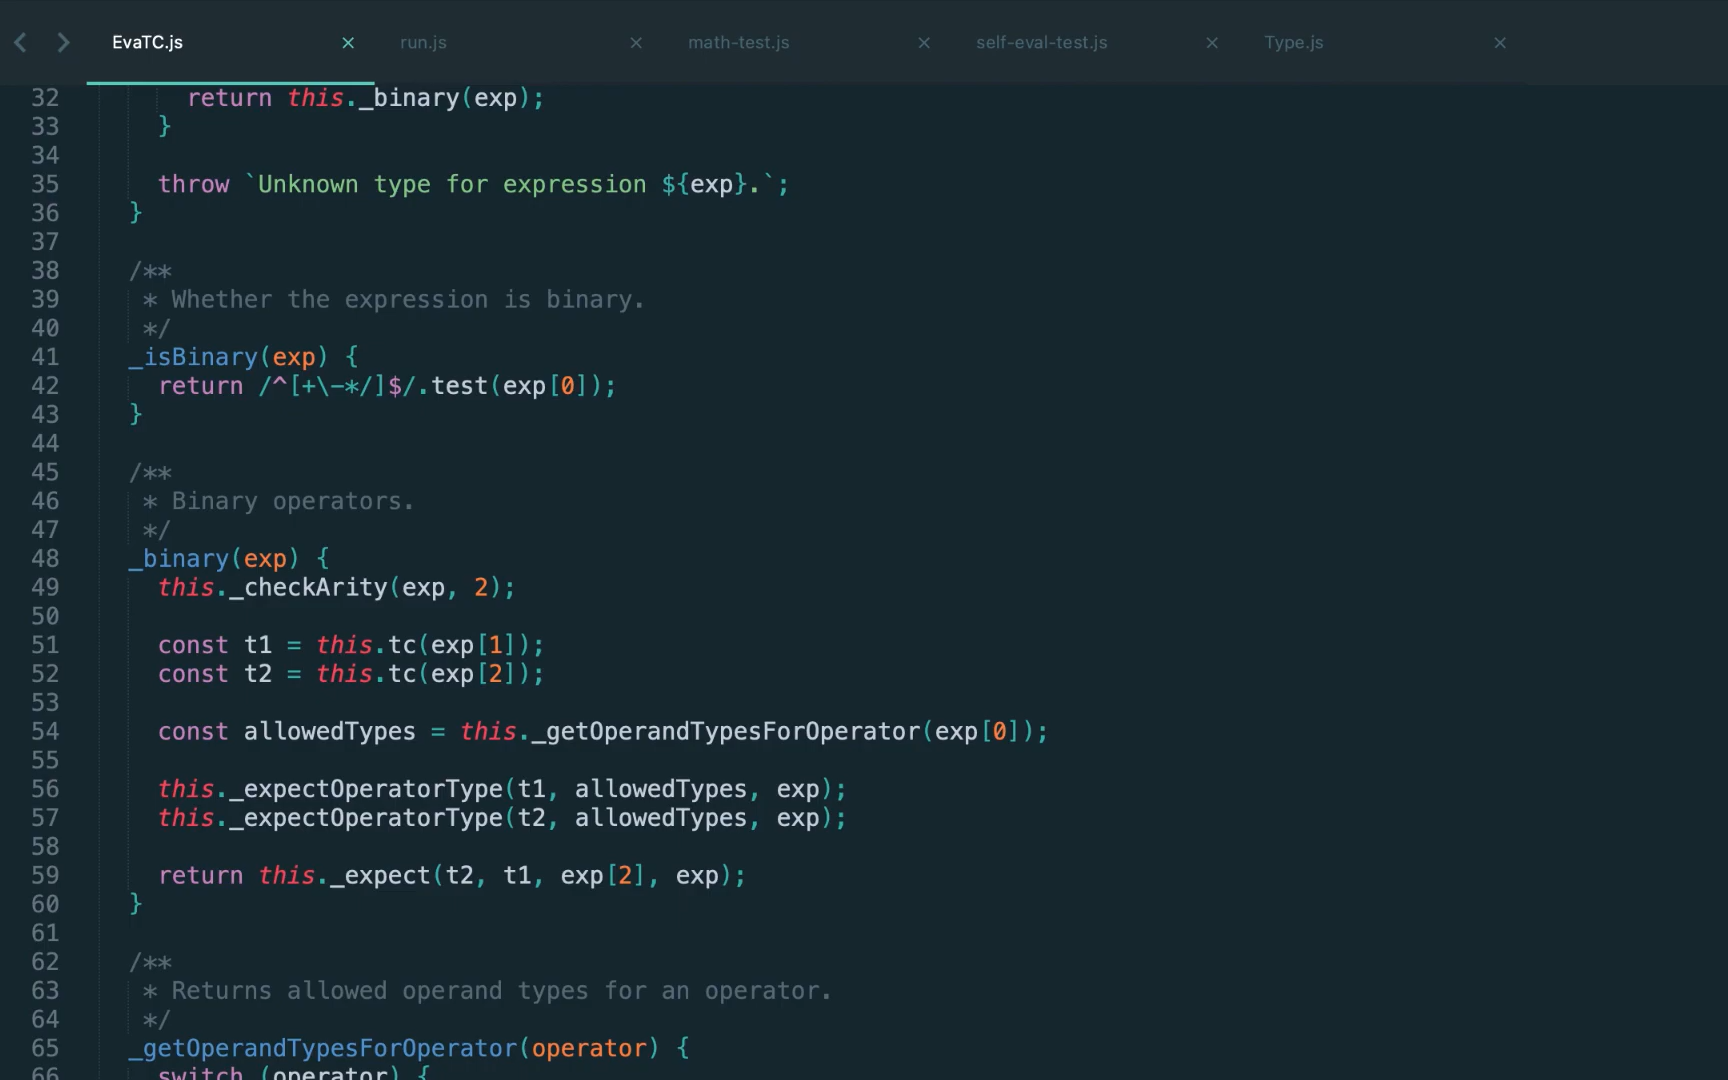 EvaTC.js × run.js × math-test.js × self-eval-test.js × Type.js ×
32 return this._binary(exp);
33 }
34
35 throw `Unknown type for expression ${exp}.`;
36 }
37
38 /**
39 * Whether the expression is binary.
40 */
41 _isBinary(exp) {
42 return /^[+\-*/]$/.test(exp[0]);
43 }
44
45 /**
46 * Binary operators.
47 */
48 _binary(exp) {
49 this._checkArity(exp, 2);
50
51 const t1 = this.tc(exp[1]);
52 const t2 = this.tc(exp[2]);
53
54 const allowedTypes = this._getOperandTypesForOperator(exp[0]);
55
56 this._expectOperatorType(t1, allowedTypes, exp);
57 this._expectOperatorType(t2, allowedTypes, exp);
58
59 return this._expect(t2, t1, exp[2], exp);
60 }
61
62 /**
63 * Returns allowed operand types for an operator.
64 */
65 _getOperandTypesForOperator(operator) {
66 switch (operator) {